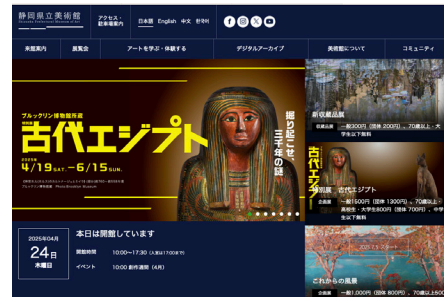 静岡県立美術館
Shizuoka Prefectural Museum of Art
アクセス・
駐車場案内
日本語 English 中文 한국어
来館案内 展覧会 アートを学ぶ・体験する デジタルアーカイブ 美術館について コミュニティ
ブルックリン博物館所蔵
特別展
古代エジプト
2025年
4/19 SAT.—6/15 SUN.
掘り起こせ、
三千年の謎
新収蔵品展
収蔵品展 一般300円（団体 200円）、70歳以上・大
学生以下無料
特別展 古代エジプト
企画展 一般1500円（団体 1300円）、70歳以上・
高校生・大学生800円（団体 700円）、中学
生以下無料
2025年04月
24日
木曜日
本日は開館しています
開館時間 10:00～17:30（入室は17:00まで）
イベント 10:00 創作週間（4月）
これからの風景
企画展 一般1,000円（団体 800円）、70歳以上500